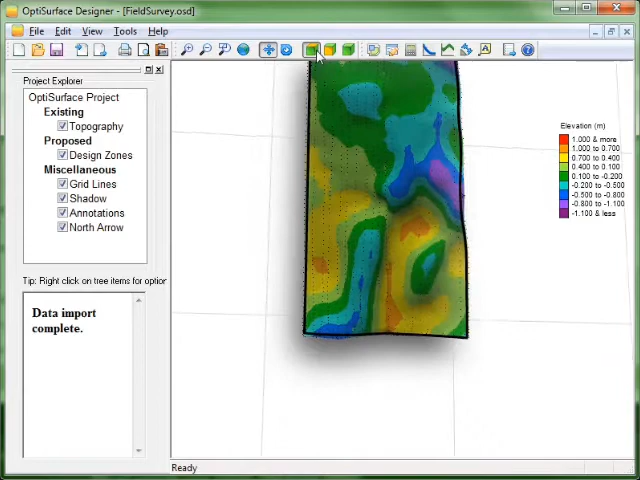 OptiSurface Designer - [FieldSurvey.osd]
File Edit View Tools Help
Project Explorer
OptiSurface Project
Existing
Topography
Proposed
Design Zones
Miscellaneous
Grid Lines
Shadow
Annotations
North Arrow
Tip: Right click on tree items for option
Data import
complete.
Elevation (m)
1.000 & more
1.000 to 0.700
0.700 to 0.400
0.400 to 0.100
0.100 to -0.200
-0.200 to -0.500
-0.500 to -0.800
-0.800 to -1.100
-1.100 & less
Ready